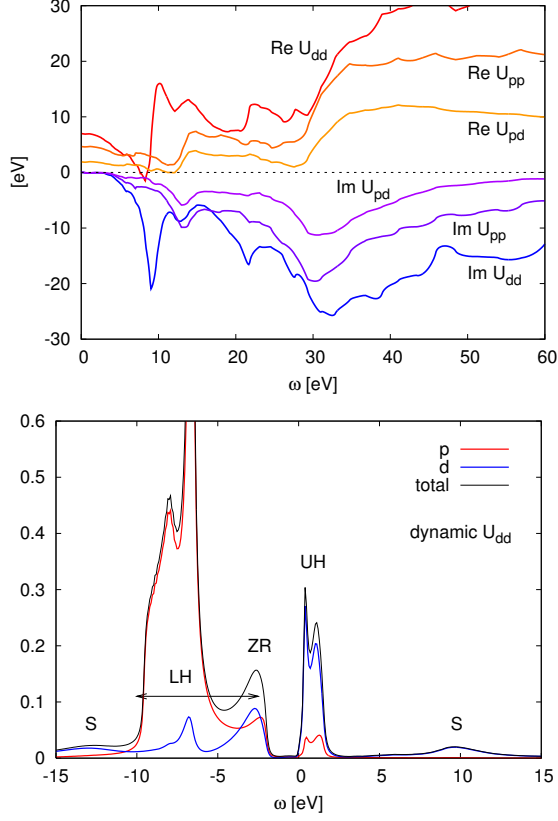 30
20
10
0
-10
-20
-30
[eV]
Re U_dd
Re U_pp
Re U_pd
Im U_pd
Im U_pp
Im U_dd
0 10 20 30 40 50 60
ω [eV]
0.6
0.5
0.4
0.3
0.2
0.1
0
p
d
total
dynamic U_dd
UH
ZR
LH
S
S
-15 -10 -5 0 5 10 15
ω [eV]